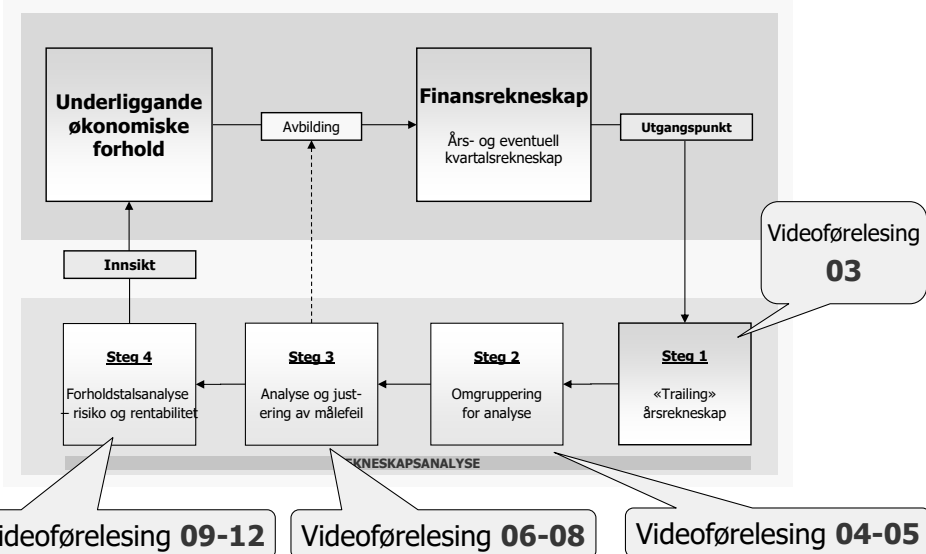 Underliggande
økonomiske
forhold
Avbilding
Finansrekneskap
Års- og eventuell
kvartalsrekneskap
Utgangspunkt
Videoførelesing
03
Innsikt
Steg 4
Forholdstalsanalyse
– risiko og rentabilitet
Steg 3
Analyse og just-
ering av målefeil
Steg 2
Omgruppering
for analyse
Steg 1
«Trailing»
årsrekneskap
EKNESKAPSANALYSE
ideoførelesing 09-12
Videoførelesing 06-08
Videoførelesing 04-05